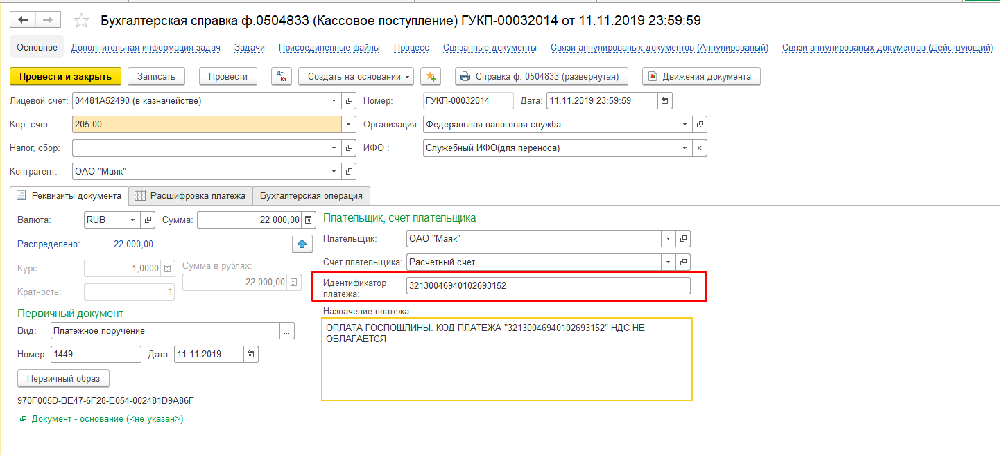 Бухгалтерская справка ф.0504833 (Кассовое поступление) ГУКП-00032014 от 11.11.2019 23:59:59
Основное Дополнительная информация задач Задачи Присоединенные файлы Процесс Связанные документы Связи аннулированых документов (Аннулированый) Связи аннулированых документов (Действующий)
Провести и закрыть Записать Провести Дт Кт Создать на основании Справка ф. 0504833 (развернутая) Движения документа
Лицевой счет: 04481А52490 (в казначействе) Номер: ГУКП-00032014 Дата: 11.11.2019 23:59:59
Кор. счет: 205.00 Организация: Федеральная налоговая служба
Налог, сбор: ИФО : Служебный ИФО(для переноса)
Контрагент: ОАО "Маяк"
Реквизиты документа Расшифровка платежа Бухгалтерская операция
Валюта: RUB Сумма: 22 000,00 Плательщик, счет плательщика
Плательщик: ОАО "Маяк"
Распределено: 22 000,00
Счет плательщика: Расчетный счет
Курс: 1,0000 Сумма в рублях:
22 000,00
Идентификатор платежа: 32130046940102693152
Кратность: 1
Назначение платежа:
ОПЛАТА ГОСПОШЛИНЫ. КОД ПЛАТЕЖА "32130046940102693152" НДС НЕ
ОБЛАГАЕТСЯ
Первичный документ
Вид: Платежное поручение ...
Номер: 1449 Дата: 11.11.2019
Первичный образ
970F005D-BE47-6F28-E054-002481D9A86F
Документ - основание (<не указан>)